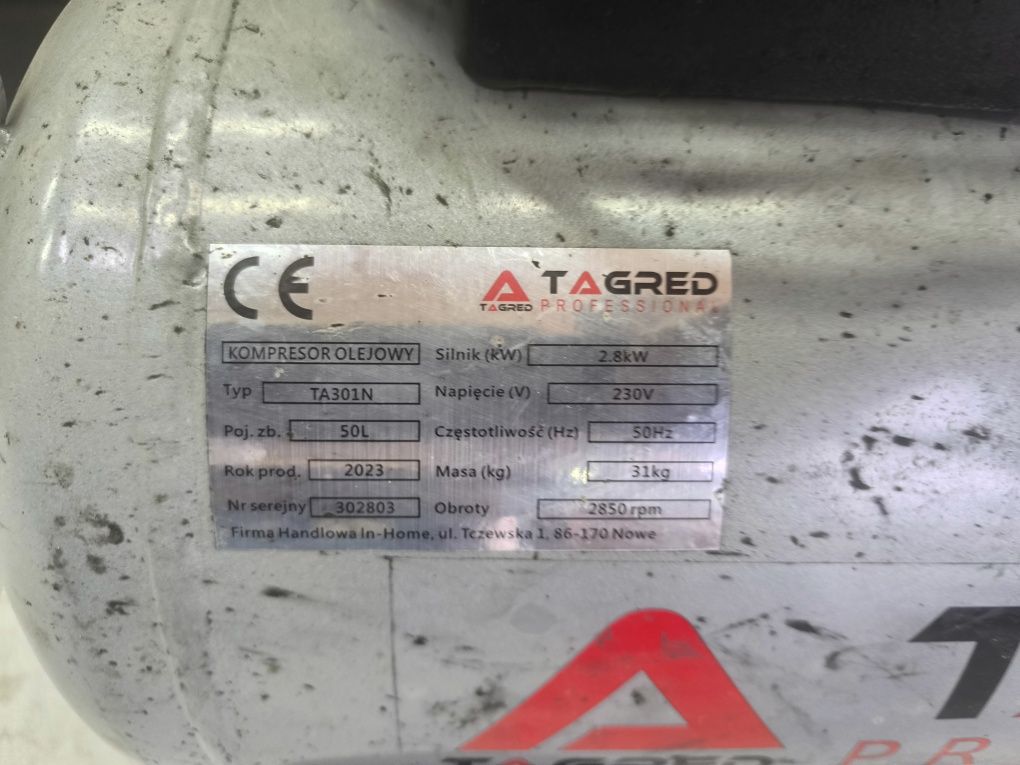 CE
TAGRED
TAGRED
PROFESSIONAL
KOMPRESOR OLEJOWY Silnik (kW) 2.8kW
Typ TA301N Napięcie (V) 230V
Poj. zb. 50L Częstotliwość (Hz) 50Hz
Rok prod. 2023 Masa (kg) 31kg
Nr serejny 302803 Obroty 2850 rpm
Firma Handlowa In-Home, ul. Tczewska 1, 86-170 Nowe
TAGRED